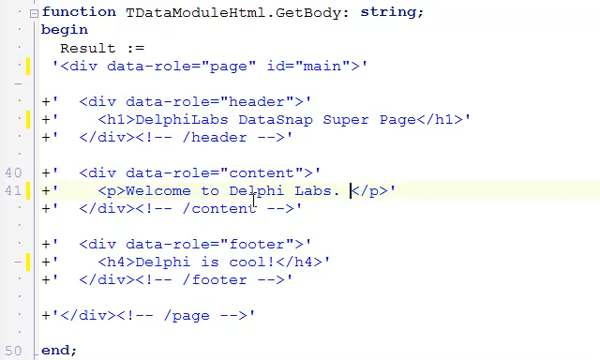 function TDataModuleHtml.GetBody: string;
begin
Result :=
'<div data-role="page" id="main">'
+' <div data-role="header">'
+' <h1>DelphiLabs DataSnap Super Page</h1>'
+' </div><!-- /header -->'
40 +' <div data-role="content">'
41 +' <p>Welcome to Delphi Labs. </p>'
+' </div><!-- /content -->'
+' <div data-role="footer">'
+' <h4>Delphi is cool!</h4>'
+' </div><!-- /footer -->'
+'</div><!-- /page -->'
50 end;